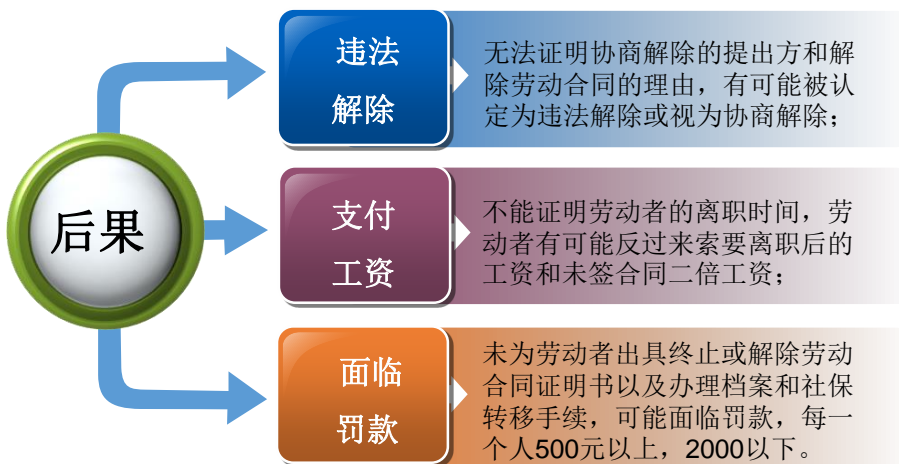 后果
违法
解除
无法证明协商解除的提出方和解
除劳动合同的理由，有可能被认
定为违法解除或视为协商解除；
支付
工资
不能证明劳动者的离职时间，劳
动者有可能反过来索要离职后的
工资和未签合同二倍工资；
面临
罚款
未为劳动者出具终止或解除劳动
合同证明书以及办理档案和社保
转移手续，可能面临罚款，每一
个人500元以上，2000以下。